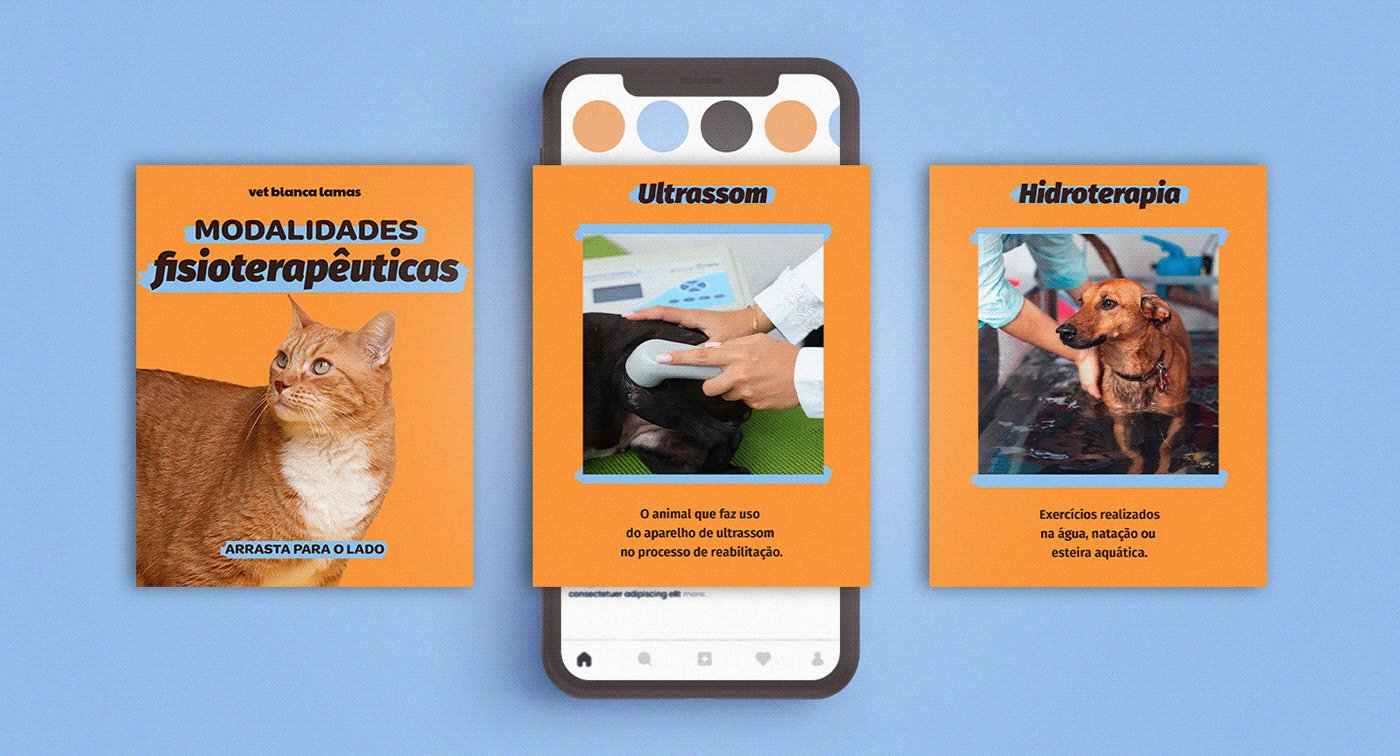 vet bianca lamas
MODALIDADES
fisioterapêuticas
ARRASTA PARA O LADO
Ultrassom
O animal que faz uso
do aparelho de ultrassom
no processo de reabilitação.
consectetuer adipiscing elit more..
Hidroterapia
Exercícios realizados
na água, natação ou
esteira aquática.